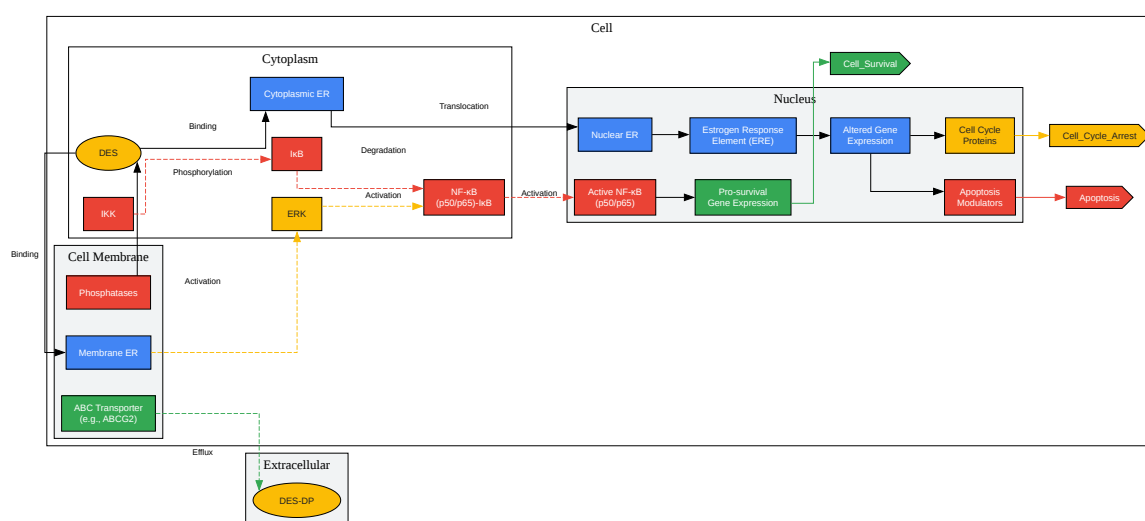 Cell
Cytoplasm
Cytoplasmic ER
Cell_Survival
Nucleus
Translocation
Binding
Nuclear ER
Estrogen Response
Element (ERE)
Altered Gene
Expression
Cell Cycle
Proteins
Cell_Cycle_Arrest
DES
IκB
Degradation
Phosphorylation
Activation
NF-κB
(p50/p65)-IκB
Activation
Active NF-κB
(p50/p65)
Pro-survival
Gene Expression
Apoptosis
Modulators
Apoptosis
IKK
ERK
Binding
Cell Membrane
Phosphatases
Activation
Membrane ER
ABC Transporter
(e.g., ABCG2)
Efflux
Extracellular
DES-DP